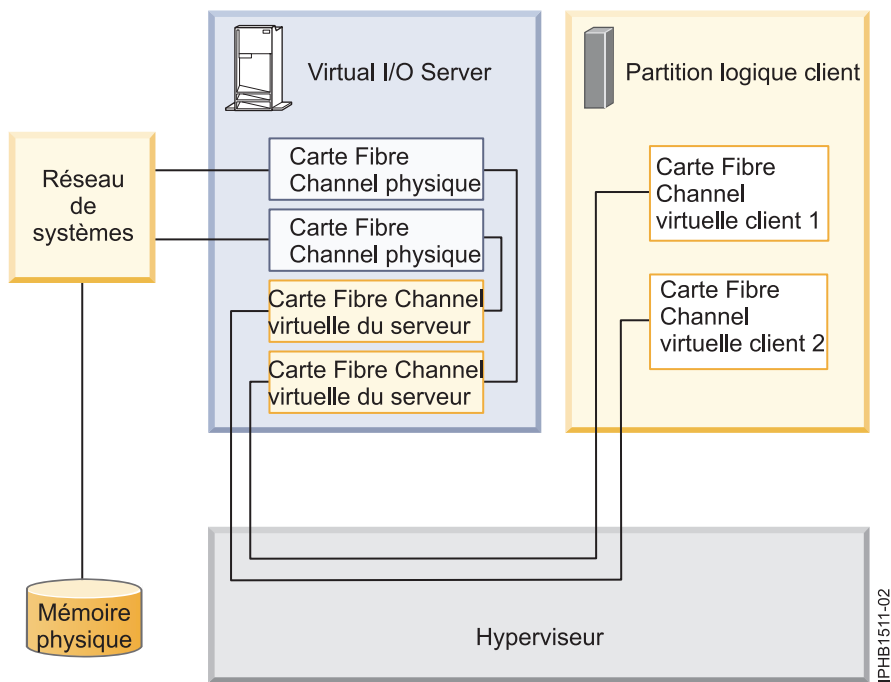 Virtual I/O Server
Partition logique client
Réseau
de
systèmes
Carte Fibre
Channel physique
Carte Fibre
Channel physique
Carte Fibre Channel
virtuelle du serveur
Carte Fibre Channel
virtuelle du serveur
Carte Fibre
Channel
virtuelle client 1
Carte Fibre
Channel
virtuelle client 2
Mémoire
physique
Hyperviseur
IPHB1511-02